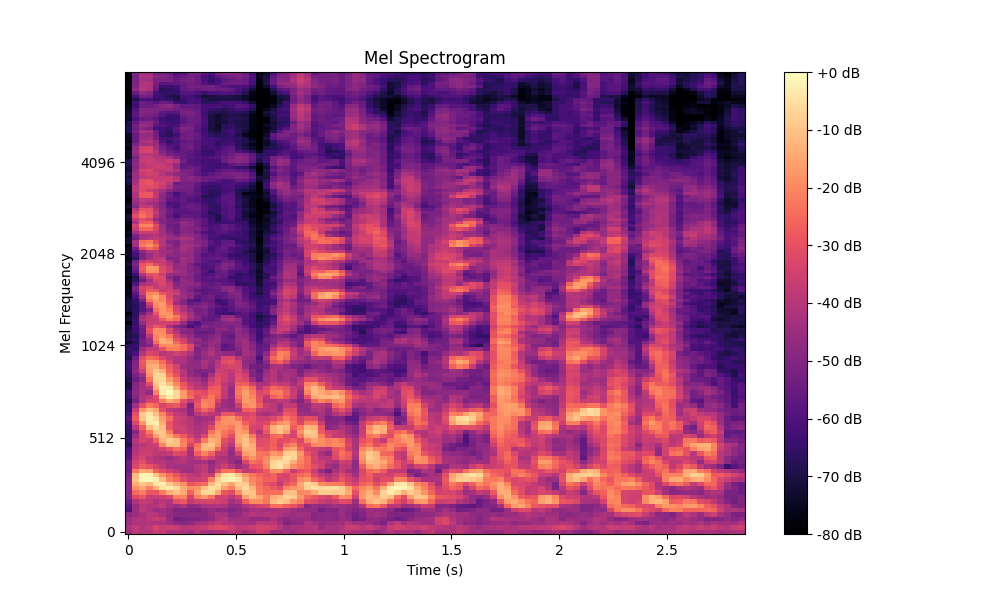 Mel Spectrogram
+0 dB
-10 dB
-20 dB
-30 dB
-40 dB
-50 dB
-60 dB
-70 dB
-80 dB
Mel Frequency
4096
2048
1024
512
0
0 0.5 1 1.5 2 2.5
Time (s)